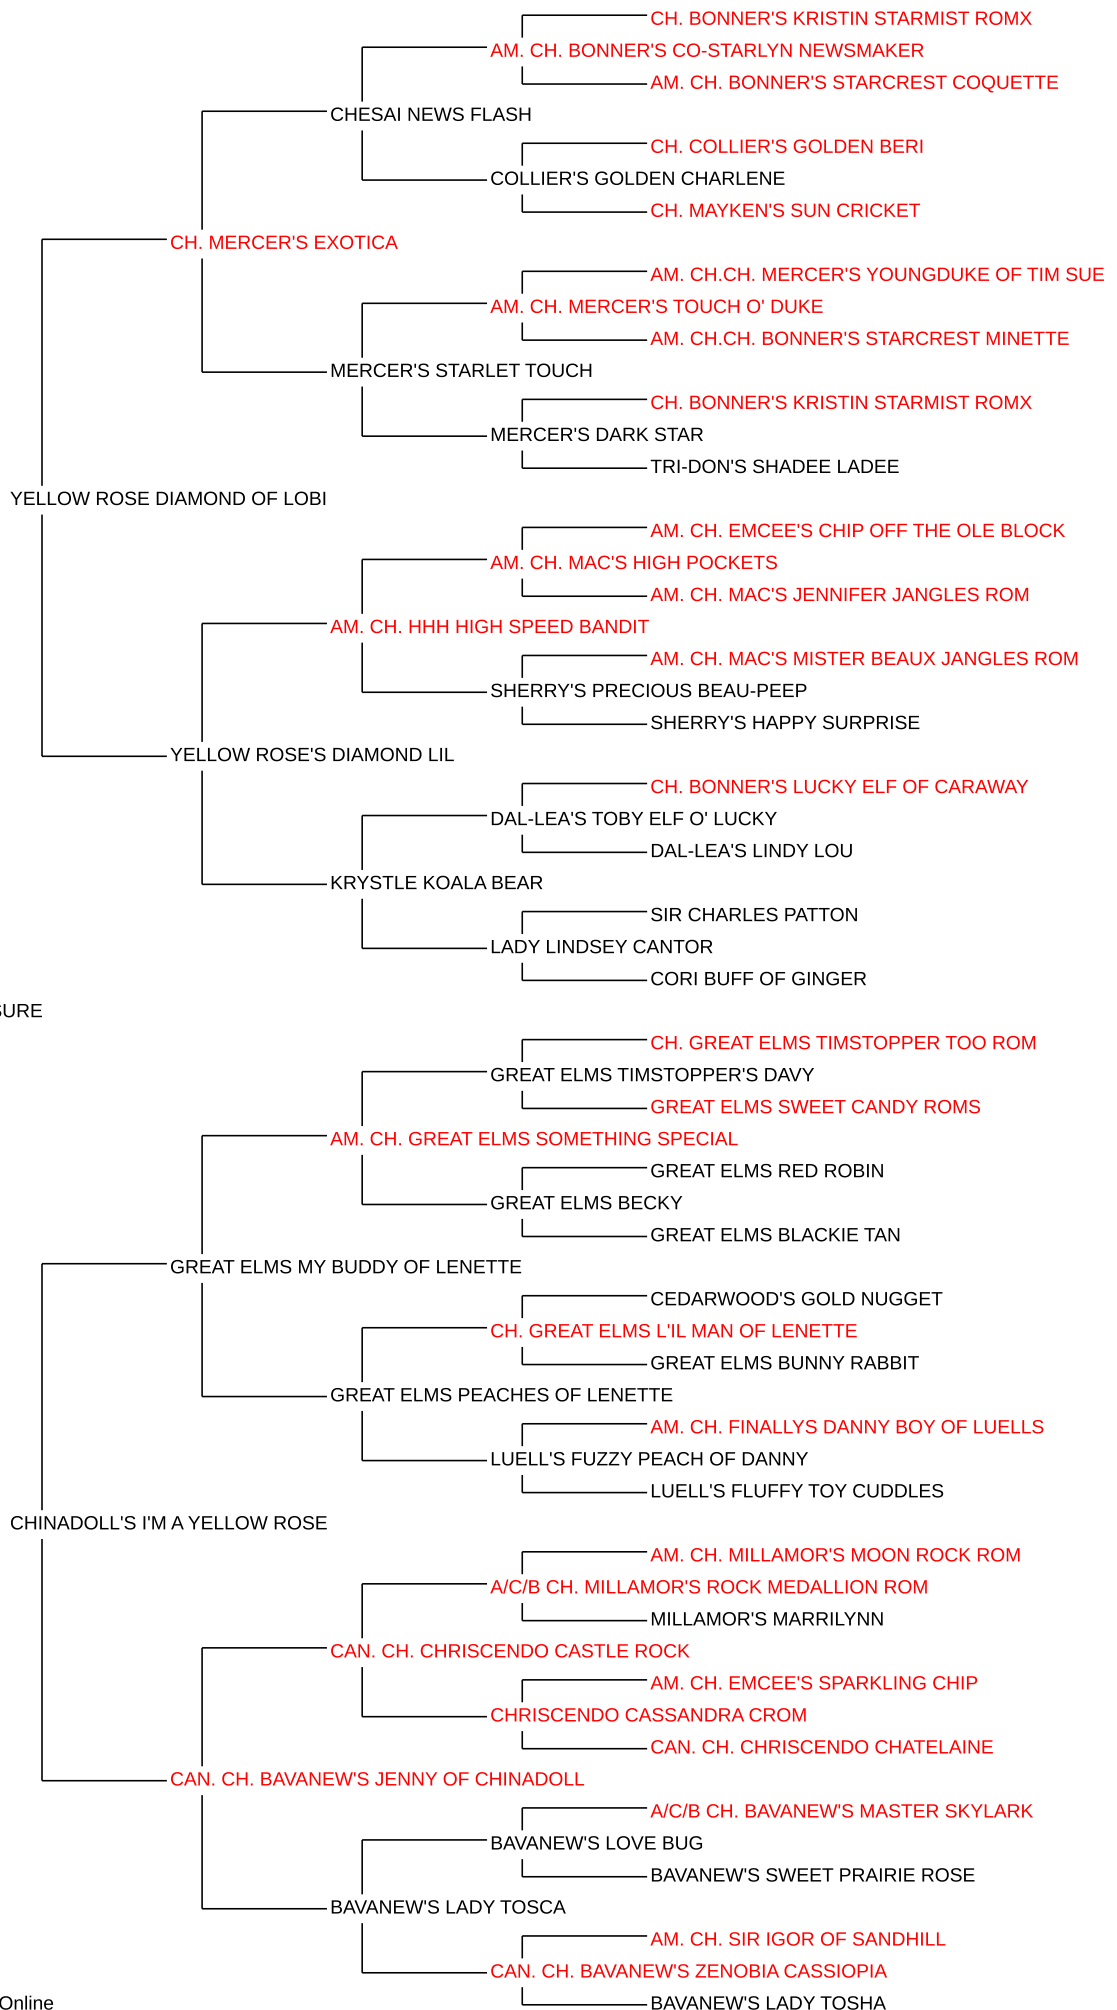 CH. BONNER'S KRISTIN STARMIST ROMX
AM. CH. BONNER'S CO-STARLYN NEWSMAKER
AM. CH. BONNER'S STARCREST COQUETTE
CHESAI NEWS FLASH
CH. COLLIER'S GOLDEN BERI
COLLIER'S GOLDEN CHARLENE
CH. MAYKEN'S SUN CRICKET
CH. MERCER'S EXOTICA
AM. CH.CH. MERCER'S YOUNGDUKE OF TIM SUE
AM. CH. MERCER'S TOUCH O' DUKE
AM. CH.CH. BONNER'S STARCREST MINETTE
MERCER'S STARLET TOUCH
CH. BONNER'S KRISTIN STARMIST ROMX
MERCER'S DARK STAR
TRI-DON'S SHADEE LADEE
YELLOW ROSE DIAMOND OF LOBI
AM. CH. EMCEE'S CHIP OFF THE OLE BLOCK
AM. CH. MAC'S HIGH POCKETS
AM. CH. MAC'S JENNIFER JANGLES ROM
AM. CH. HHH HIGH SPEED BANDIT
AM. CH. MAC'S MISTER BEAUX JANGLES ROM
SHERRY'S PRECIOUS BEAU-PEEP
SHERRY'S HAPPY SURPRISE
YELLOW ROSE'S DIAMOND LIL
CH. BONNER'S LUCKY ELF OF CARAWAY
DAL-LEA'S TOBY ELF O' LUCKY
DAL-LEA'S LINDY LOU
KRYSTLE KOALA BEAR
SIR CHARLES PATTON
LADY LINDSEY CANTOR
CORI BUFF OF GINGER
SURE
CH. GREAT ELMS TIMSTOPPER TOO ROM
GREAT ELMS TIMSTOPPER'S DAVY
GREAT ELMS SWEET CANDY ROMS
AM. CH. GREAT ELMS SOMETHING SPECIAL
GREAT ELMS RED ROBIN
GREAT ELMS BECKY
GREAT ELMS BLACKIE TAN
GREAT ELMS MY BUDDY OF LENETTE
CEDARWOOD'S GOLD NUGGET
CH. GREAT ELMS L'IL MAN OF LENETTE
GREAT ELMS BUNNY RABBIT
GREAT ELMS PEACHES OF LENETTE
AM. CH. FINALLYS DANNY BOY OF LUELLS
LUELL'S FUZZY PEACH OF DANNY
LUELL'S FLUFFY TOY CUDDLES
CHINADOLL'S I'M A YELLOW ROSE
AM. CH. MILLAMOR'S MOON ROCK ROM
A/C/B CH. MILLAMOR'S ROCK MEDALLION ROM
MILLAMOR'S MARRILYNN
CAN. CH. CHRISCENDO CASTLE ROCK
AM. CH. EMCEE'S SPARKLING CHIP
CHRISCENDO CASSANDRA CROM
CAN. CH. CHRISCENDO CHATELAINE
CAN. CH. BAVANEW'S JENNY OF CHINADOLL
A/C/B CH. BAVANEW'S MASTER SKYLARK
BAVANEW'S LOVE BUG
BAVANEW'S SWEET PRAIRIE ROSE
BAVANEW'S LADY TOSCA
AM. CH. SIR IGOR OF SANDHILL
CAN. CH. BAVANEW'S ZENOBIA CASSIOPIA
BAVANEW'S LADY TOSHA
Online